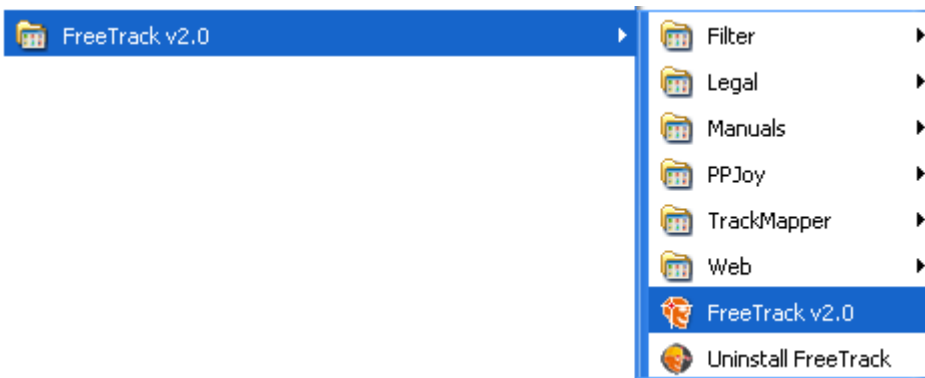 FreeTrack v2.0
Filter
Legal
Manuals
PPJoy
TrackMapper
Web
FreeTrack v2.0
Uninstall FreeTrack